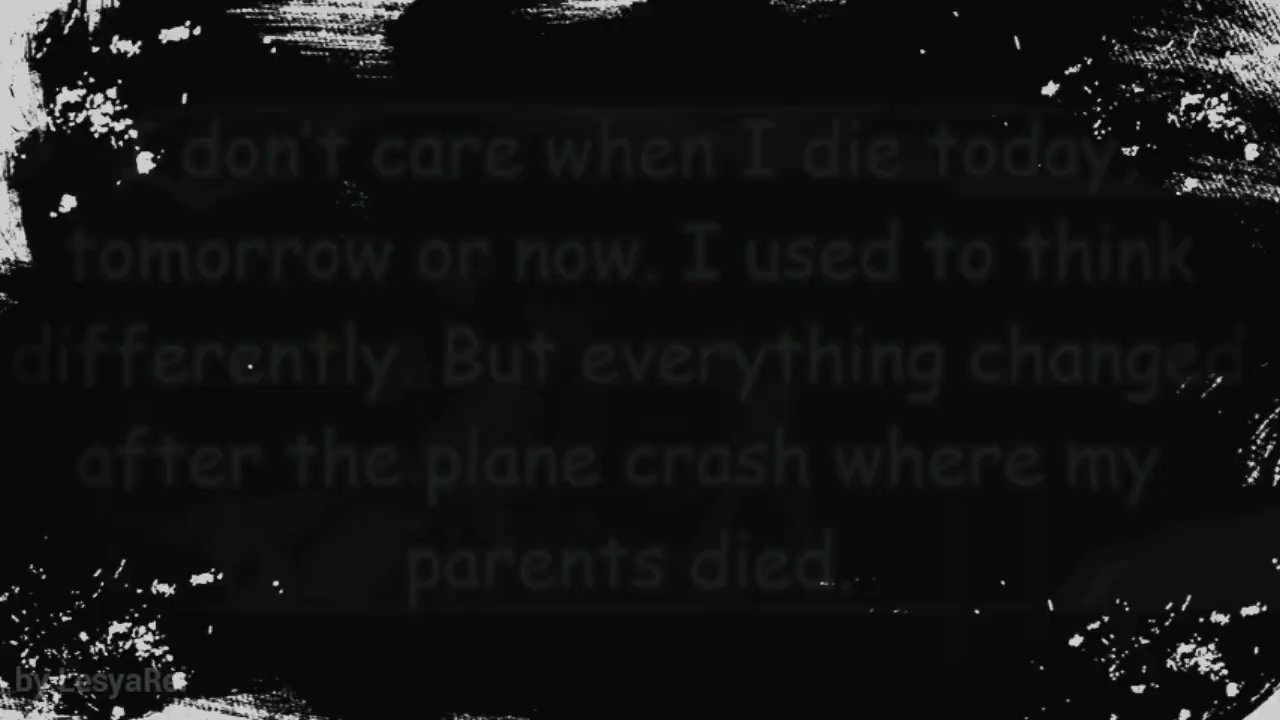 I don't care when I die today,
tomorrow or now. I used to think
differently. But everything changed
after the plane crash where my
parents died.
by LesyaRei